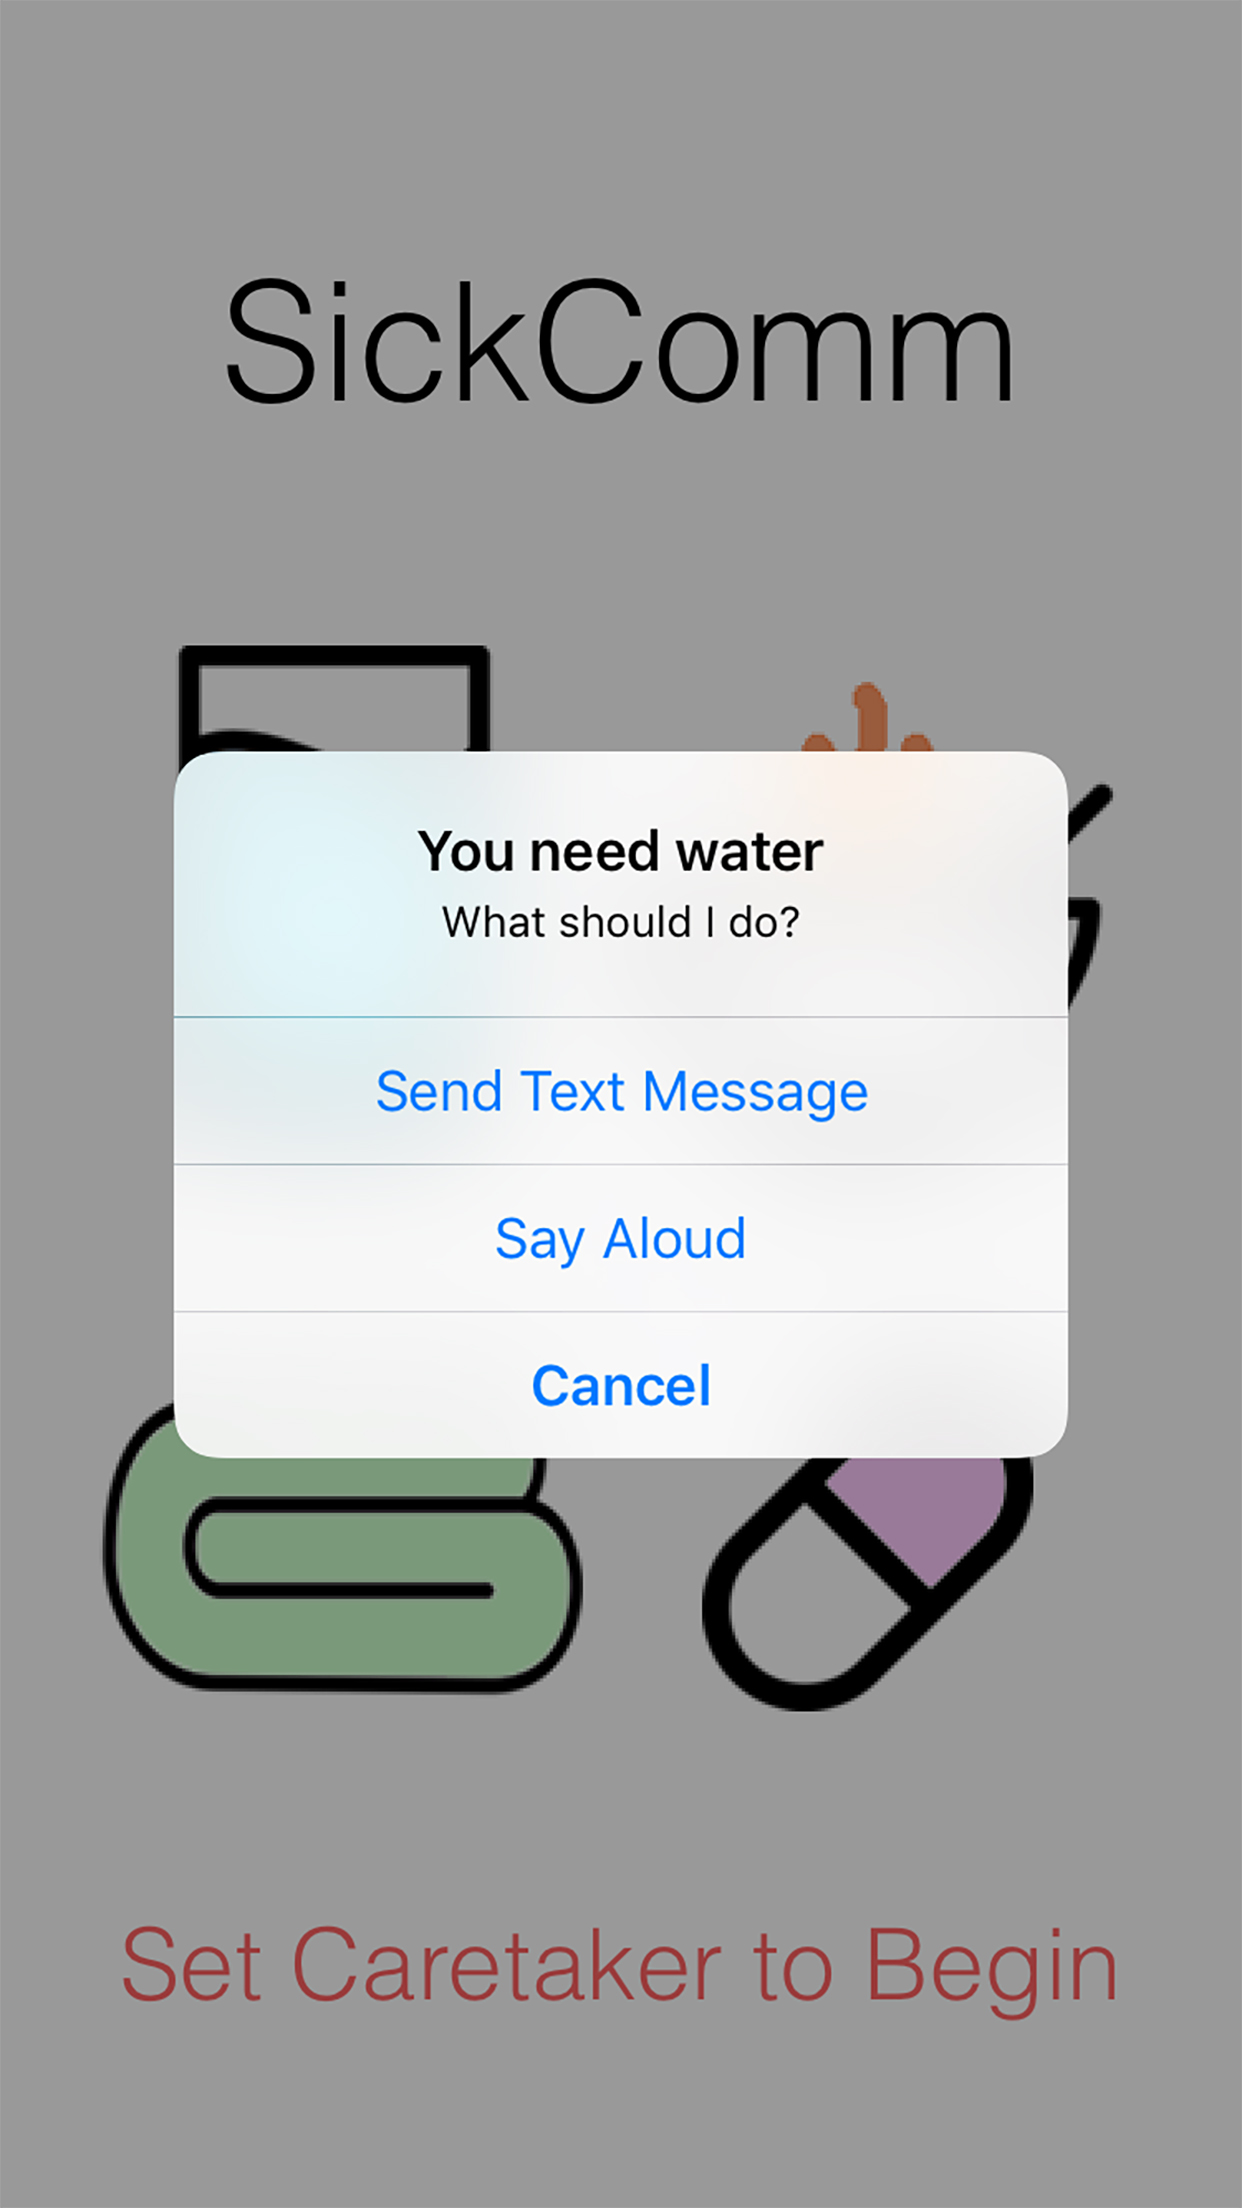 SickComm
You need water
What should I do?
Send Text Message
Say Aloud
Cancel
Set Caretaker to Begin